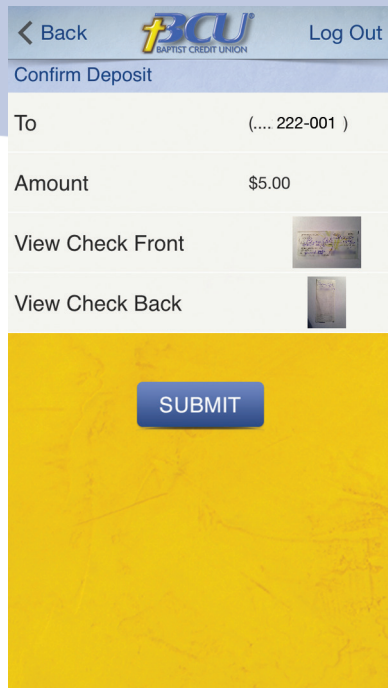 Back
BCU
BAPTIST CREDIT UNION
Log Out
Confirm Deposit
To (.... 222-001 )
Amount $5.00
View Check Front
View Check Back
SUBMIT